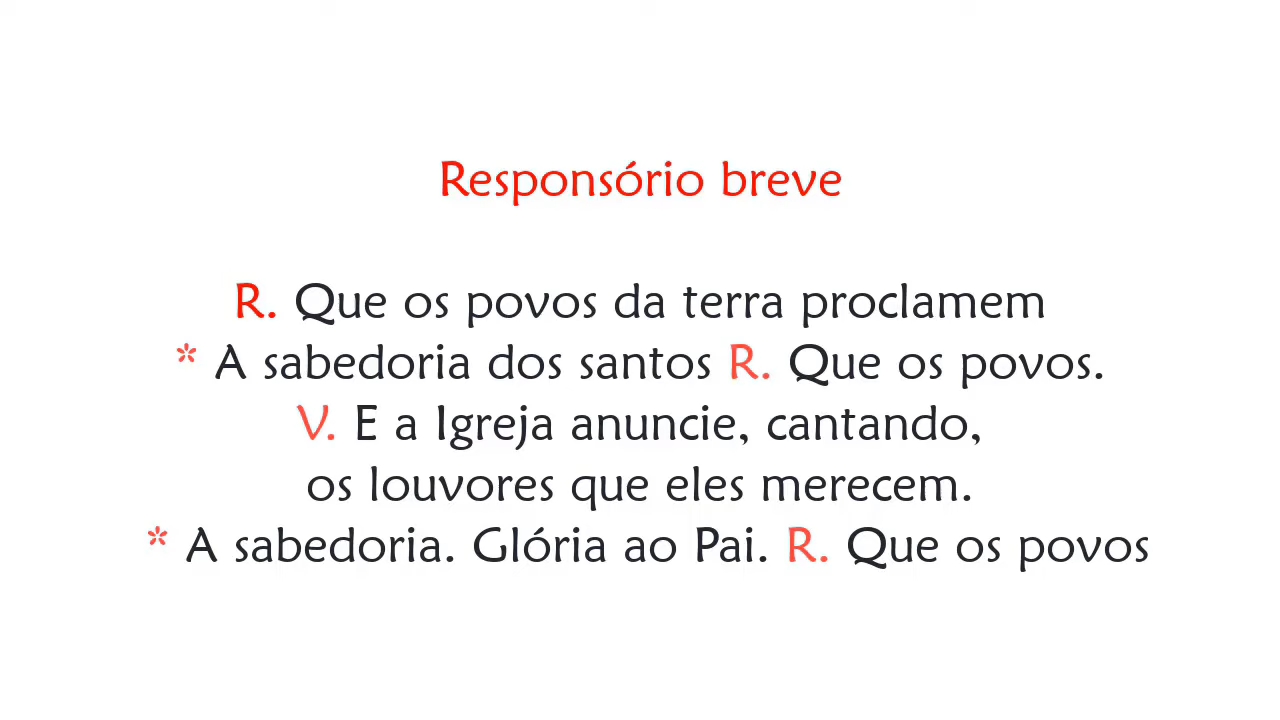 Responsório breve
R. Que os povos da terra proclamem
* A sabedoria dos santos R. Que os povos.
V. E a Igreja anuncie, cantando,
os louvores que eles merecem.
* A sabedoria. Glória ao Pai. R. Que os povos